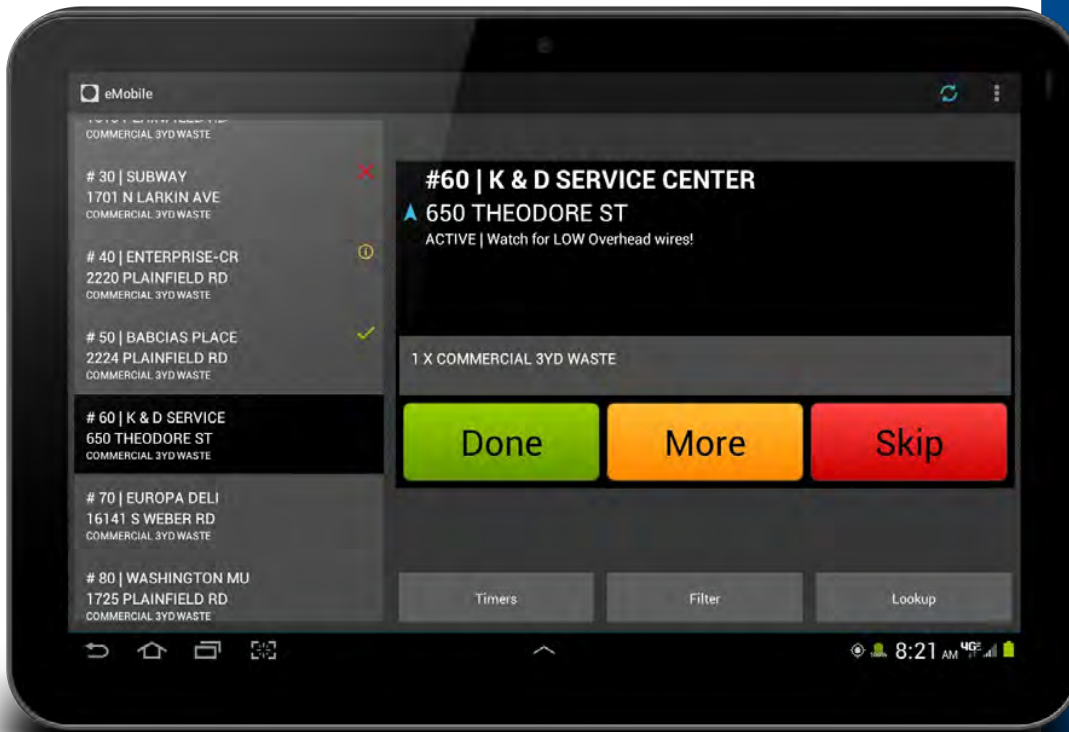 eMobile
COMMERCIAL 3YD WASTE
# 30 | SUBWAY
1701 N LARKIN AVE
COMMERCIAL 3YD WASTE
# 40 | ENTERPRISE-CR
2220 PLAINFIELD RD
COMMERCIAL 3YD WASTE
# 50 | BABCIAS PLACE
2224 PLAINFIELD RD
COMMERCIAL 3YD WASTE
# 60 | K & D SERVICE
650 THEODORE ST
COMMERCIAL 3YD WASTE
# 70 | EUROPA DELI
16141 S WEBER RD
COMMERCIAL 3YD WASTE
# 80 | WASHINGTON MU
1725 PLAINFIELD RD
COMMERCIAL 3YD WASTE
#60 | K & D SERVICE CENTER
650 THEODORE ST
ACTIVE | Watch for LOW Overhead wires!
1 X COMMERCIAL 3YD WASTE
Done More Skip
Timers Filter Lookup
100% 8:21 AM 4G